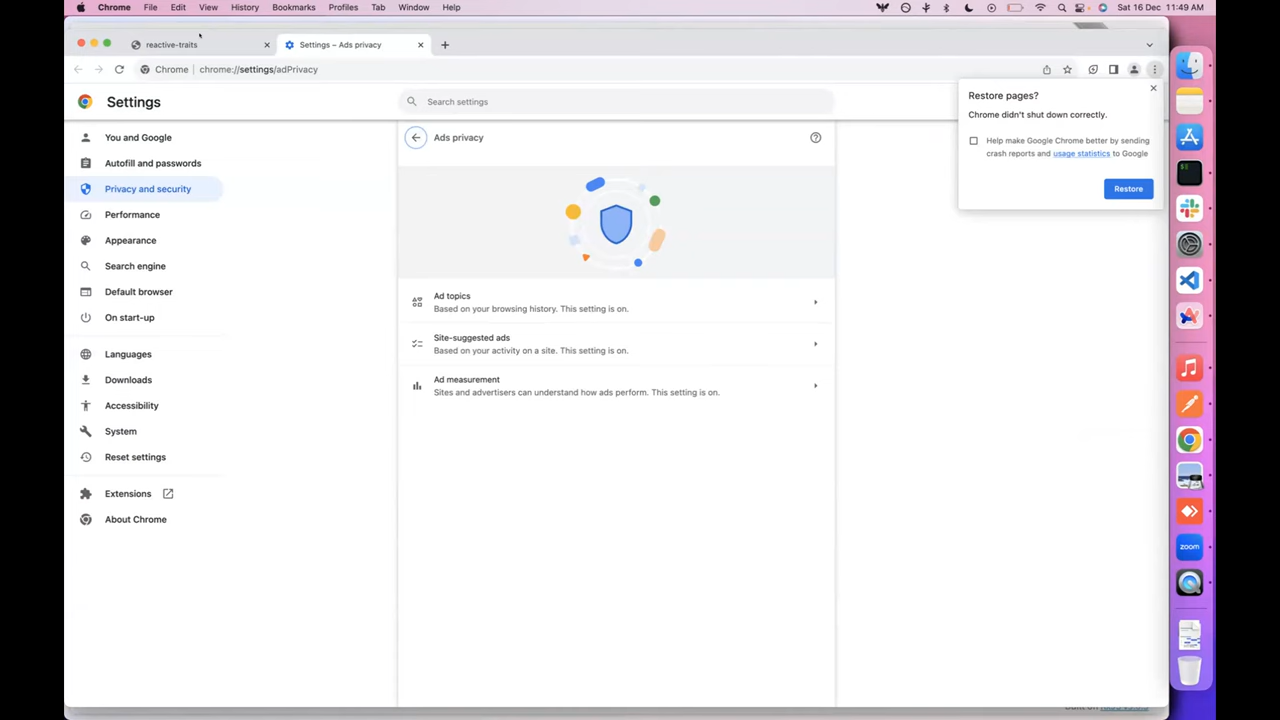 Chrome File Edit View History Bookmarks Profiles Tab Window Help Sat 16 Dec 11:49 AM
reactive-traits Settings – Ads privacy
Chrome chrome://settings/adPrivacy
Settings
Search settings
Restore pages?
Chrome didn't shut down correctly.
Help make Google Chrome better by sending
crash reports and usage statistics to Google
Restore
You and Google
Autofill and passwords
Privacy and security
Performance
Appearance
Search engine
Default browser
On start-up
Languages
Downloads
Accessibility
System
Reset settings
Extensions
About Chrome
Ads privacy
Ad topics
Based on your browsing history. This setting is on.
Site-suggested ads
Based on your activity on a site. This setting is on.
Ad measurement
Sites and advertisers can understand how ads perform. This setting is on.
zoom